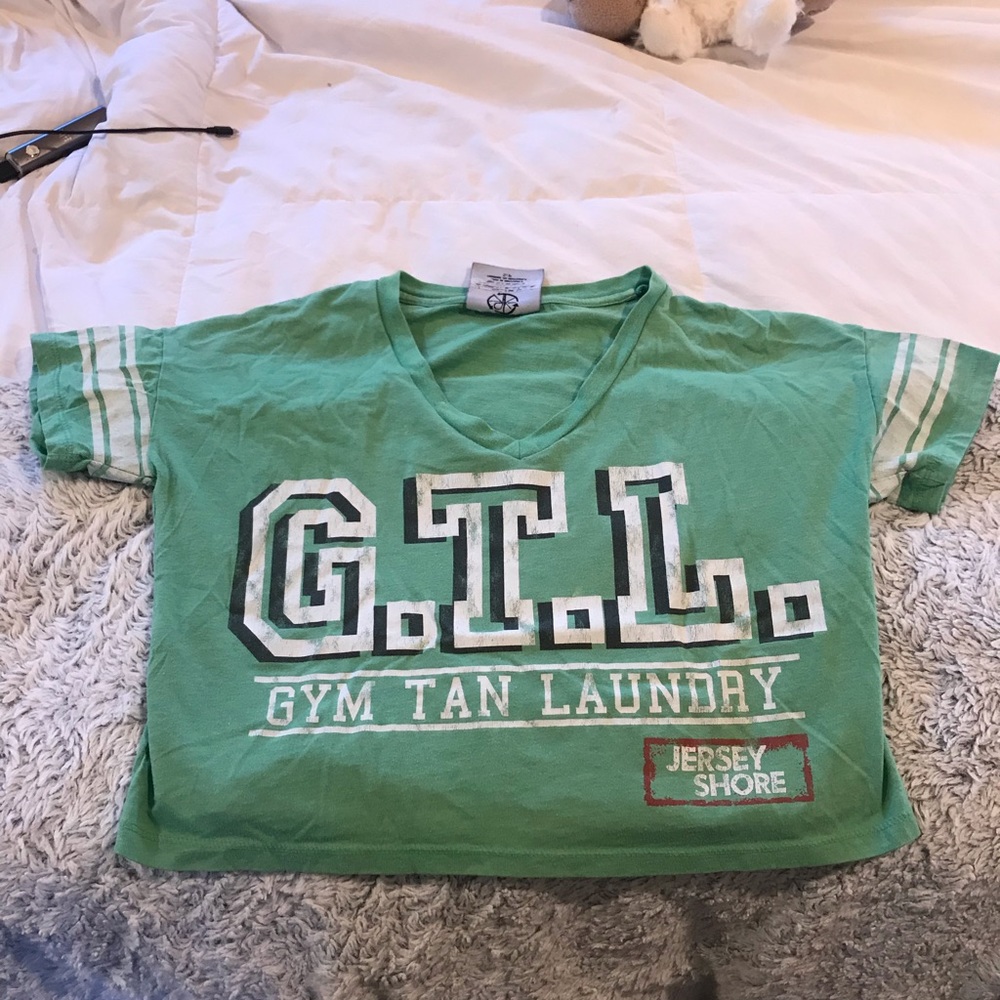 G.T.L.
GYM TAN LAUNDRY
JERSEY
SHORE